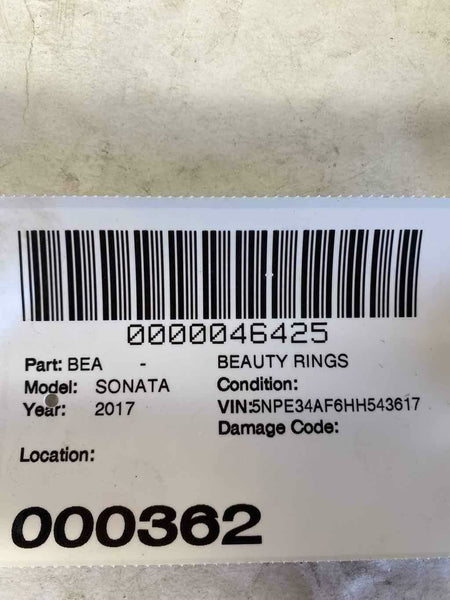 0000046425
Part: BEA - BEAUTY RINGS
Model: SONATA Condition:
Year: 2017 VIN:5NPE34AF6HH543617
Damage Code:
Location:
000362